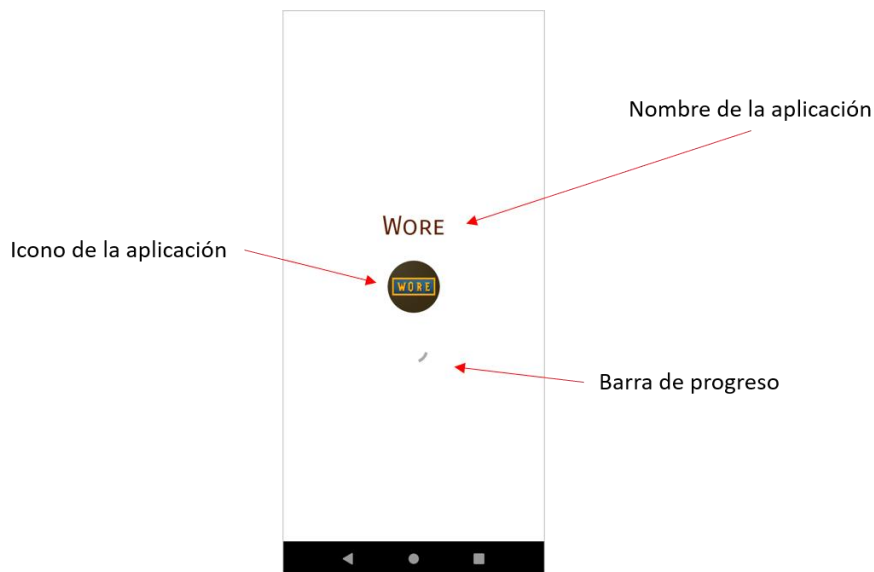 Nombre de la aplicación
WORE
Icono de la aplicación
WORE
Barra de progreso